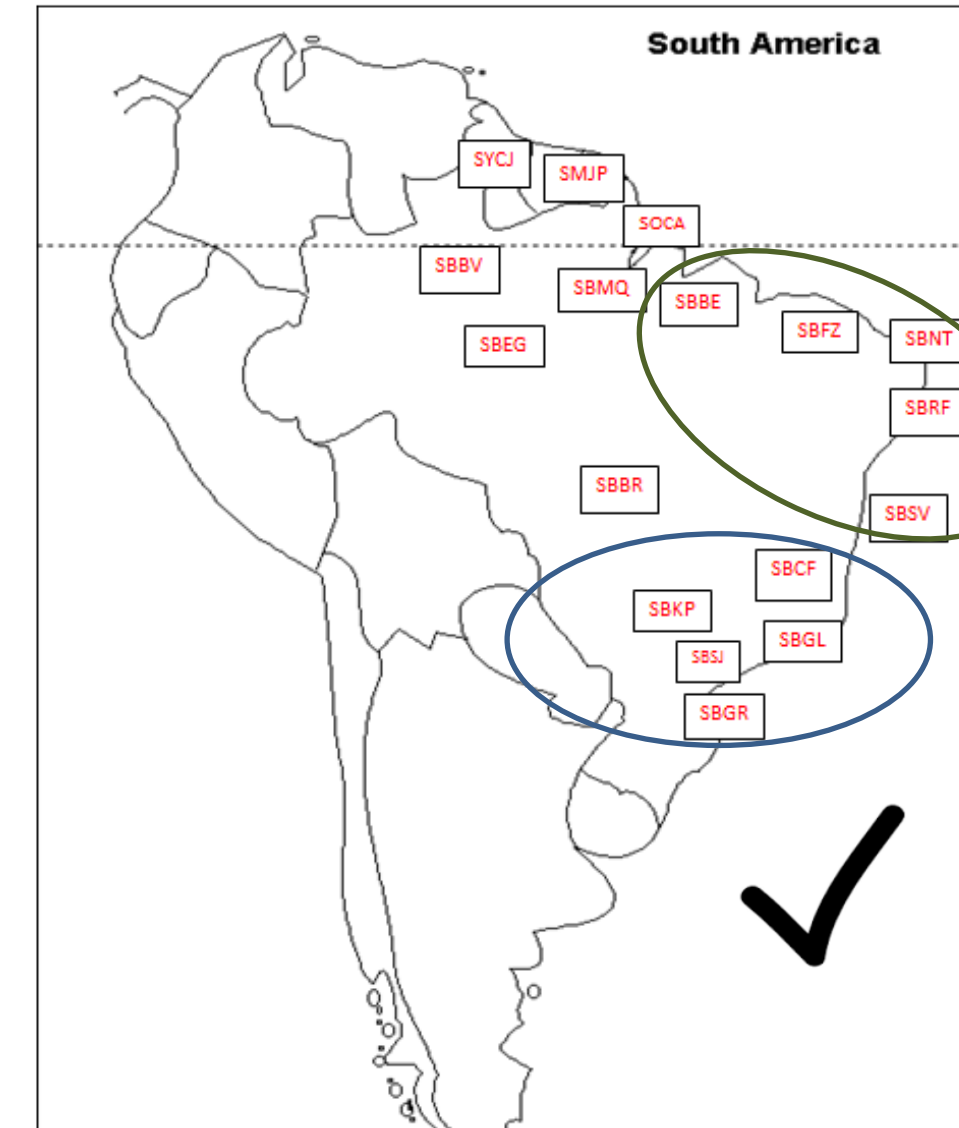 South America
SYCJ
SMJP
SOCA
SBBV
SBMQ
SBBE
SBFZ
SBNT
SBEG
SBRF
SBBR
SBSV
SBCF
SBKP
SBGL
SBSJ
SBGR